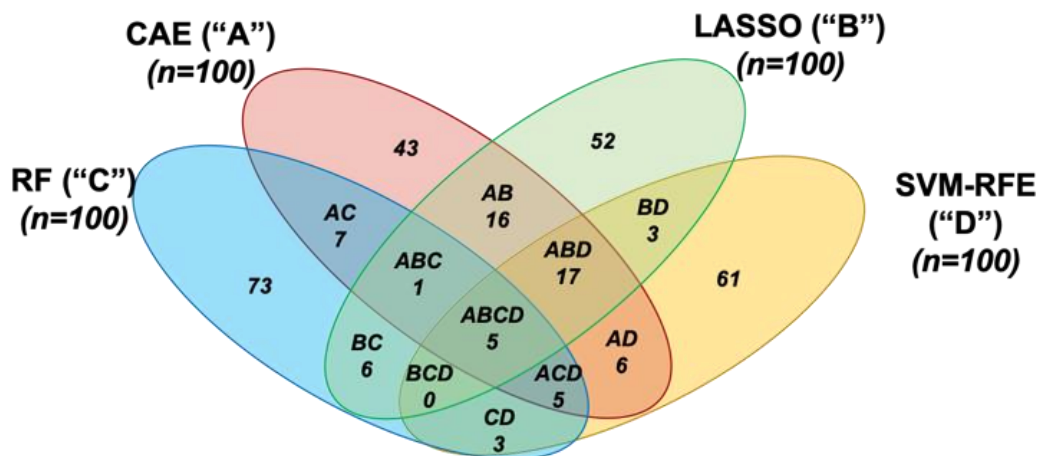 CAE (“A”)
(n=100)
LASSO (“B”)
(n=100)
RF (“C”)
(n=100)
SVM-RFE
(“D”)
(n=100)
43
52
AB
16
AC
7
BD
3
ABD
17
ABC
1
73
61
ABCD
5
BC
6
AD
6
BCD
0
ACD
5
CD
3